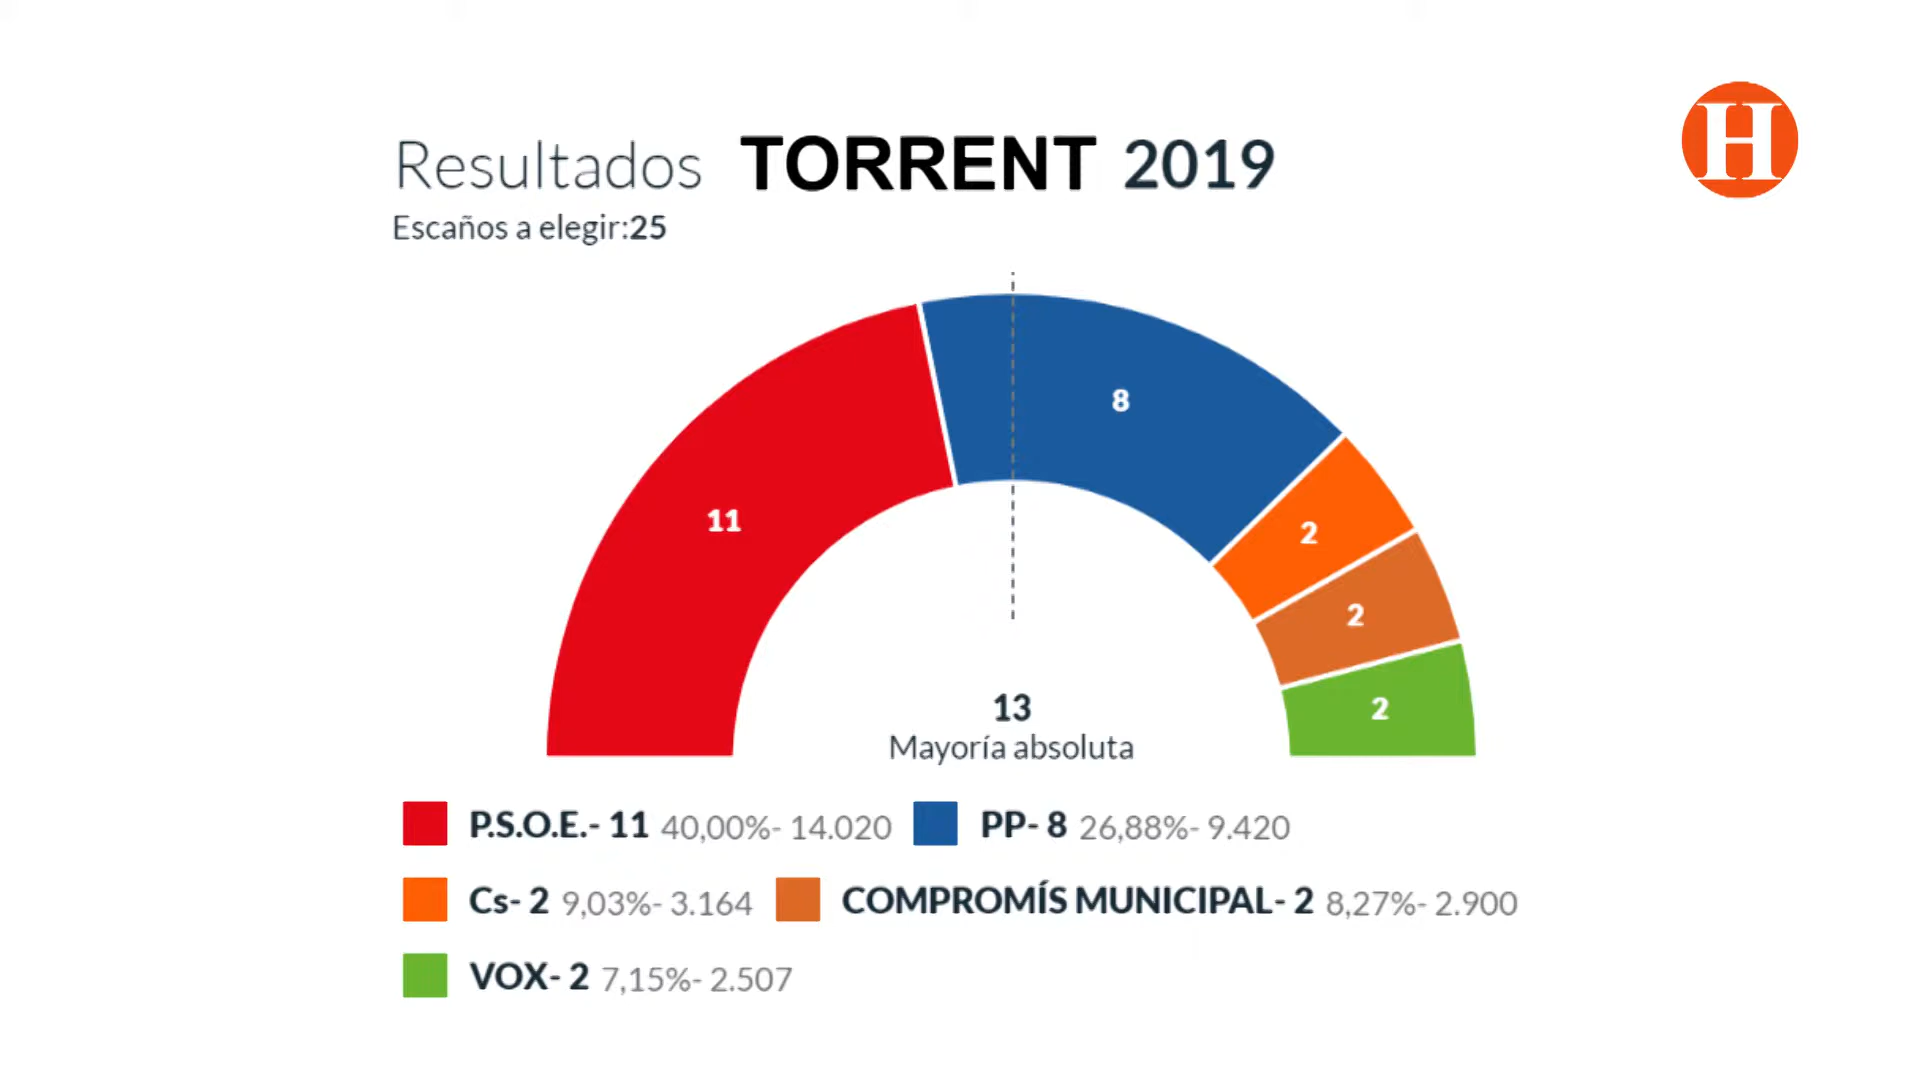 H
Resultados TORRENT 2019
Escaños a elegir:25
8
11
2
2
2
13
Mayoría absoluta
P.S.O.E.- 11 40,00%- 14.020 PP- 8 26,88%- 9.420
Cs- 2 9,03%- 3.164 COMPROMÍS MUNICIPAL- 2 8,27%- 2.900
VOX- 2 7,15%- 2.507